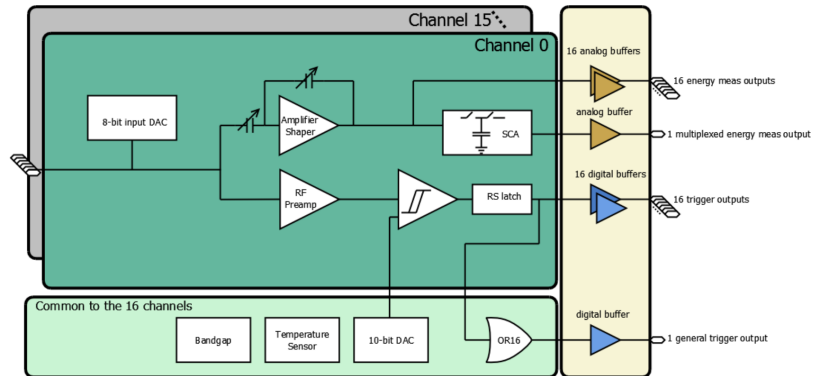 Channel 15
Channel 0
16 analog buffers
16 energy meas outputs
8-bit input DAC
Amplifier
Shaper
analog buffer
SCA
1 multiplexed energy meas output
16 digital buffers
RF
Preamp
RS latch
16 trigger outputs
Common to the 16 channels
digital buffer
Bandgap
Temperature
Sensor
10-bit DAC
OR16
1 general trigger output